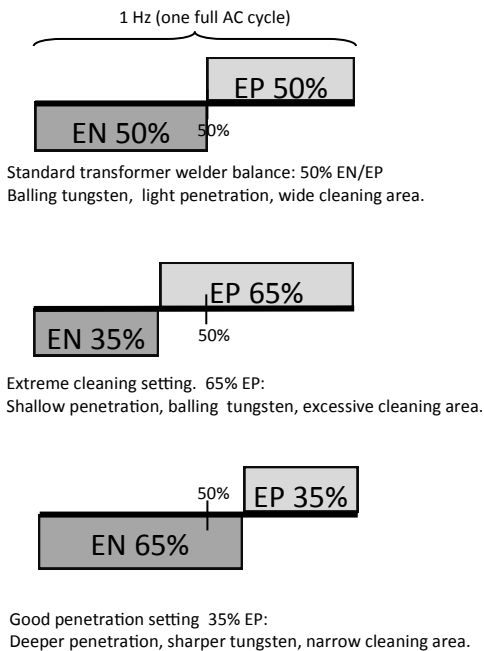 1 Hz (one full AC cycle)
EP 50%
EN 50%
50%
Standard transformer welder balance: 50% EN/EP
Balling tungsten, light penetration, wide cleaning area.
EP 65%
EN 35%
50%
Extreme cleaning setting. 65% EP:
Shallow penetration, balling tungsten, excessive cleaning area.
50%
EP 35%
EN 65%
Good penetration setting 35% EP:
Deeper penetration, sharper tungsten, narrow cleaning area.